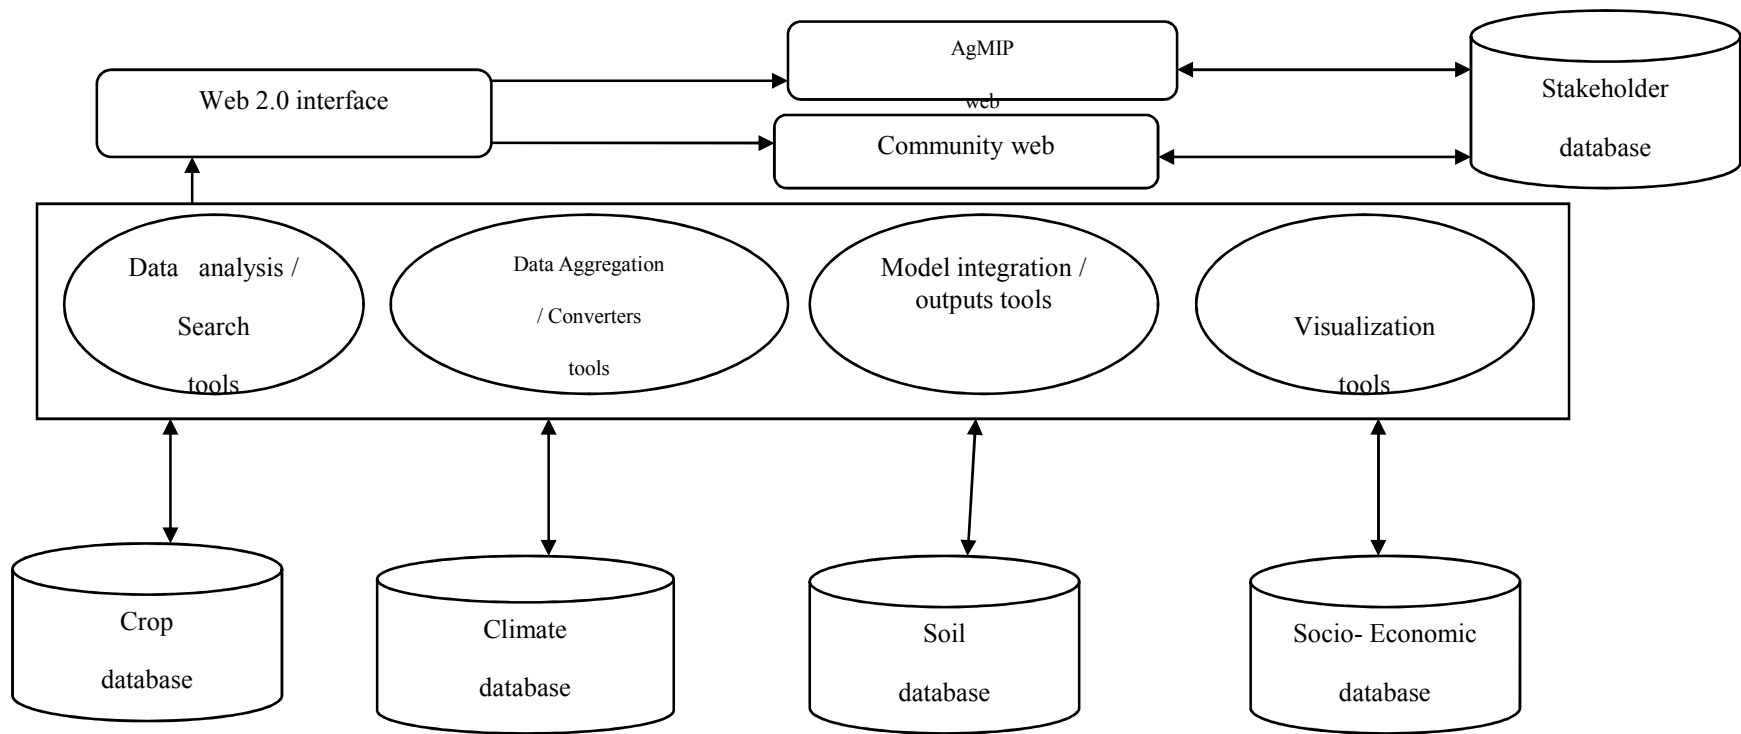 AgMIP
web
Web 2.0 interface
Community web
Stakeholder
database
Data analysis /
Search
tools
Data Aggregation
/ Converters
tools
Model integration /
outputs tools
Visualization
tools
Crop
database
Climate
database
Soil
database
Socio- Economic
database